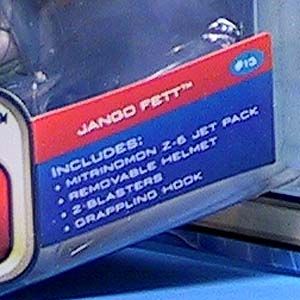 JANGO FETT™
#13
INCLUDES:
• MITRINOMON Z-6 JET PACK
• REMOVABLE HELMET
• 2-BLASTERS
• GRAPPLING HOOK